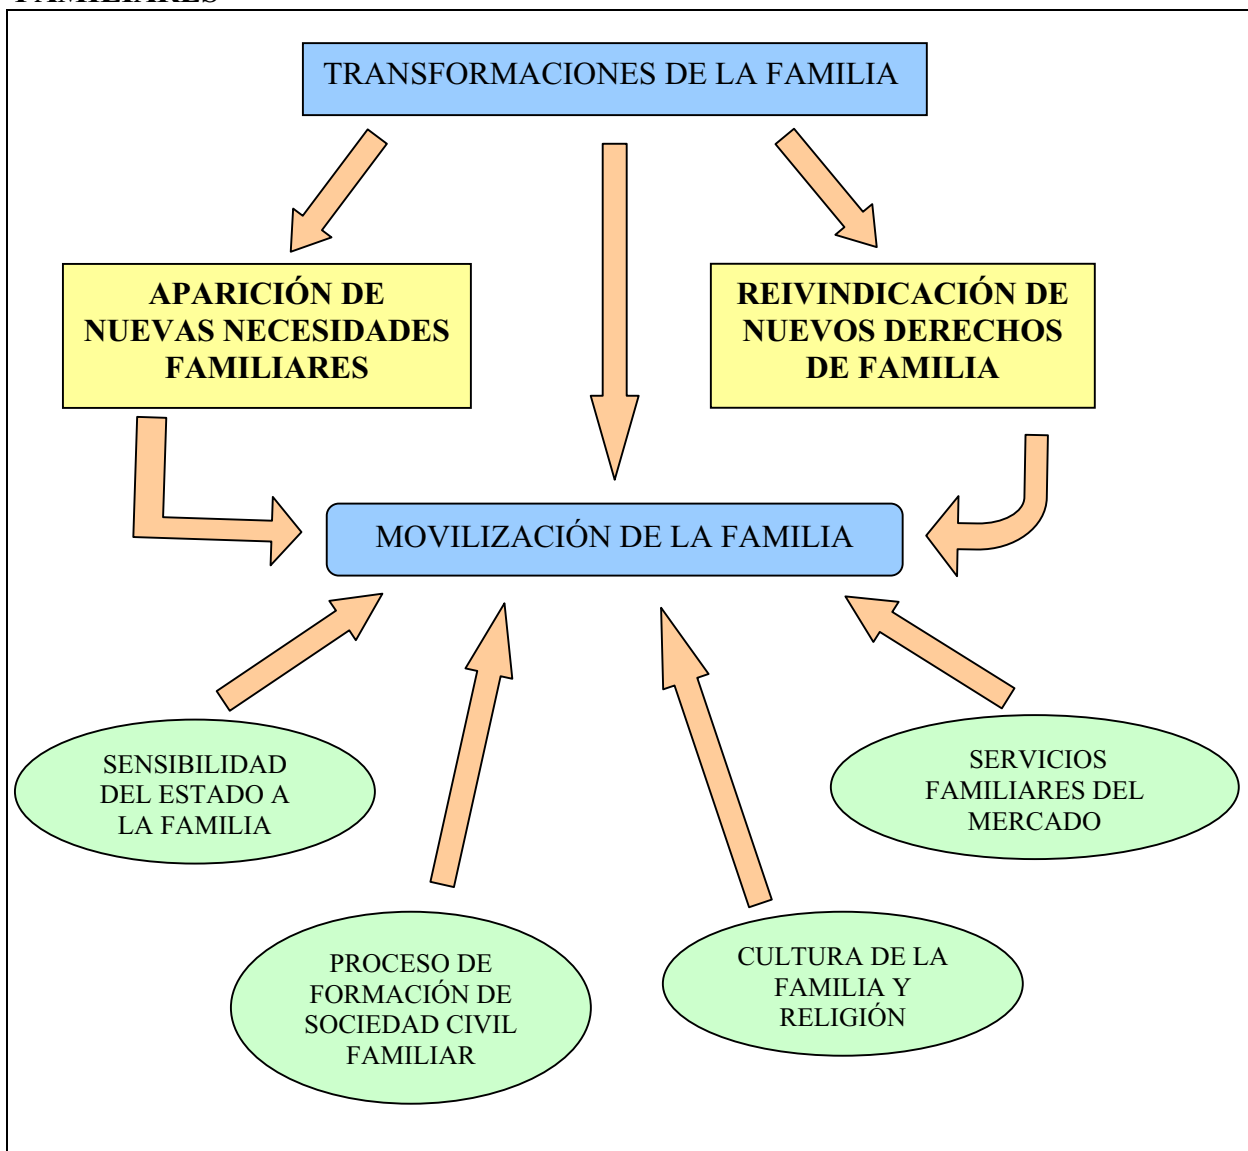 FAMILIARES
TRANSFORMACIONES DE LA FAMILIA
APARICIÓN DE
NUEVAS NECESIDADES
FAMILIARES
REIVINDICACIÓN DE
NUEVOS DERECHOS
DE FAMILIA
MOVILIZACIÓN DE LA FAMILIA
SENSIBILIDAD
DEL ESTADO A
LA FAMILIA
SERVICIOS
FAMILIARES DEL
MERCADO
PROCESO DE
FORMACIÓN DE
SOCIEDAD CIVIL
FAMILIAR
CULTURA DE LA
FAMILIA Y
RELIGIÓN